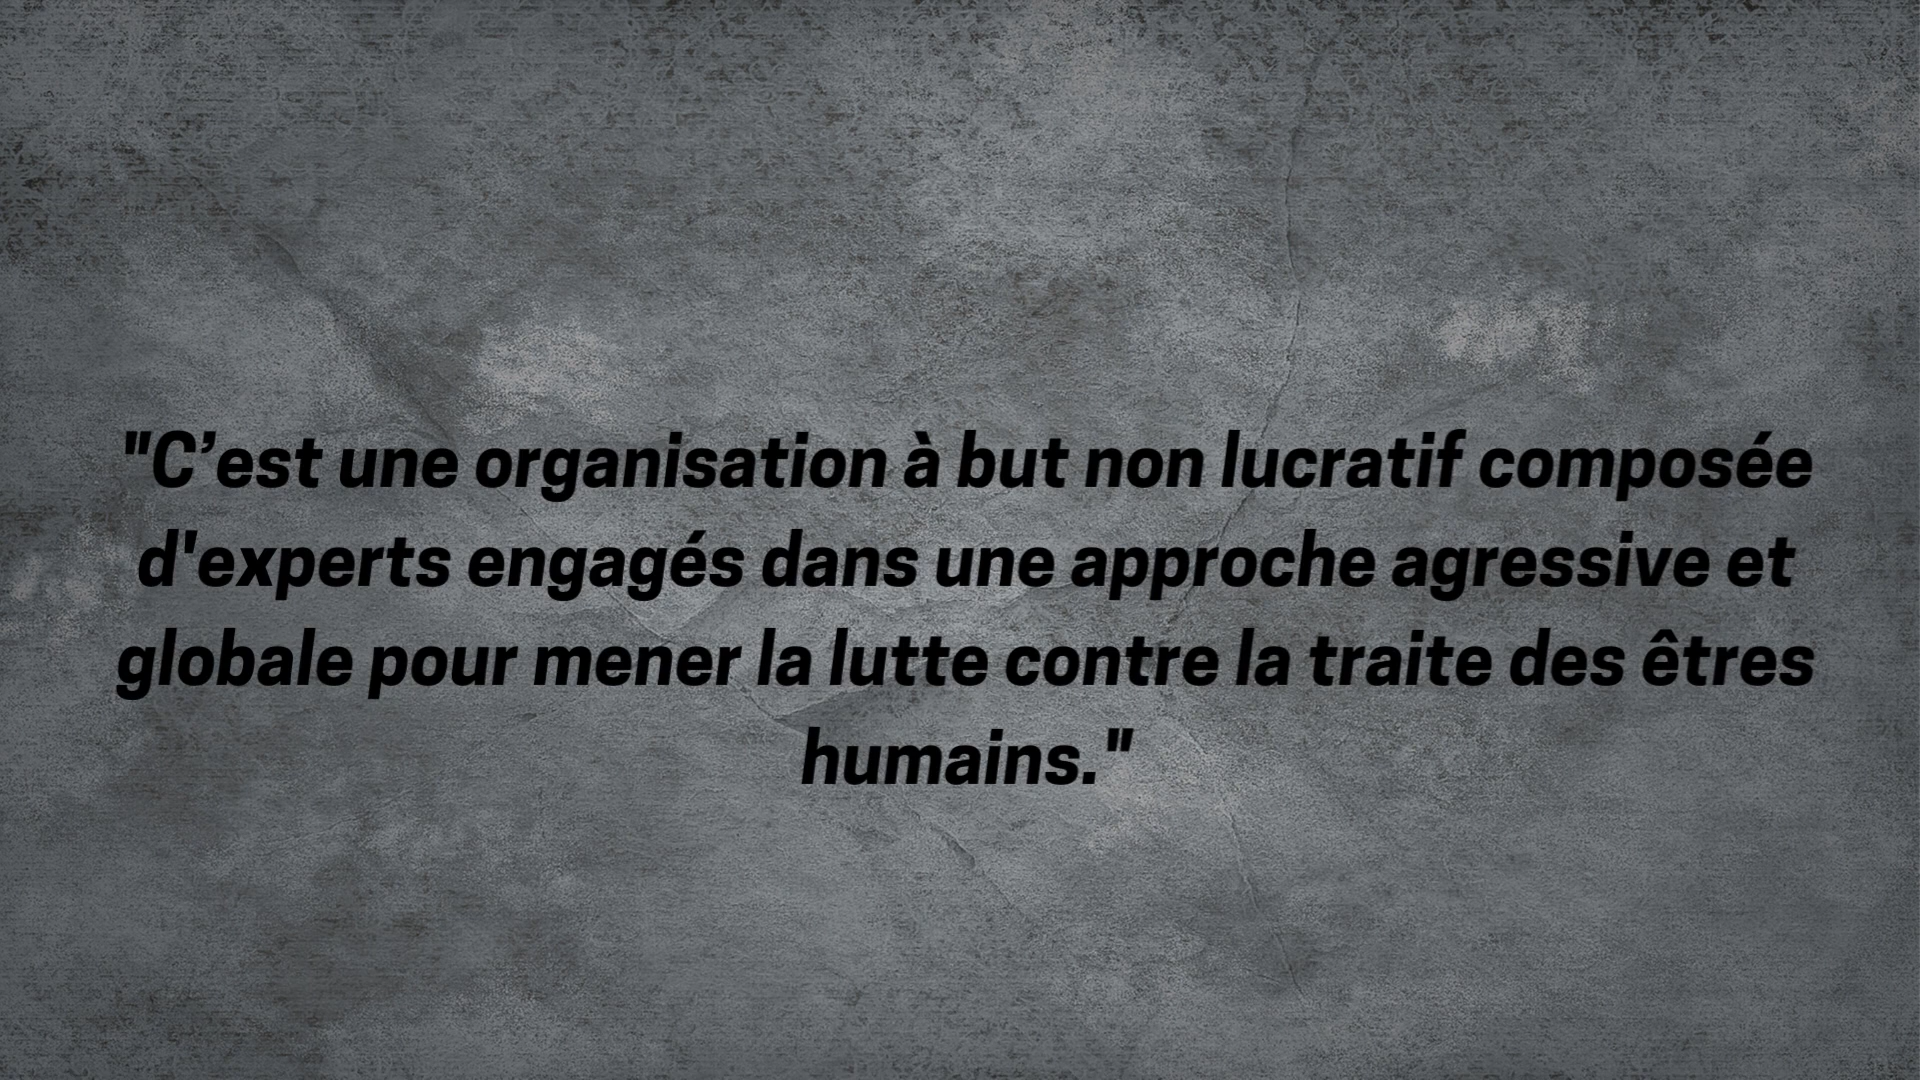 "C’est une organisation à but non lucratif composée
d'experts engagés dans une approche agressive et
globale pour mener la lutte contre la traite des êtres
humains."